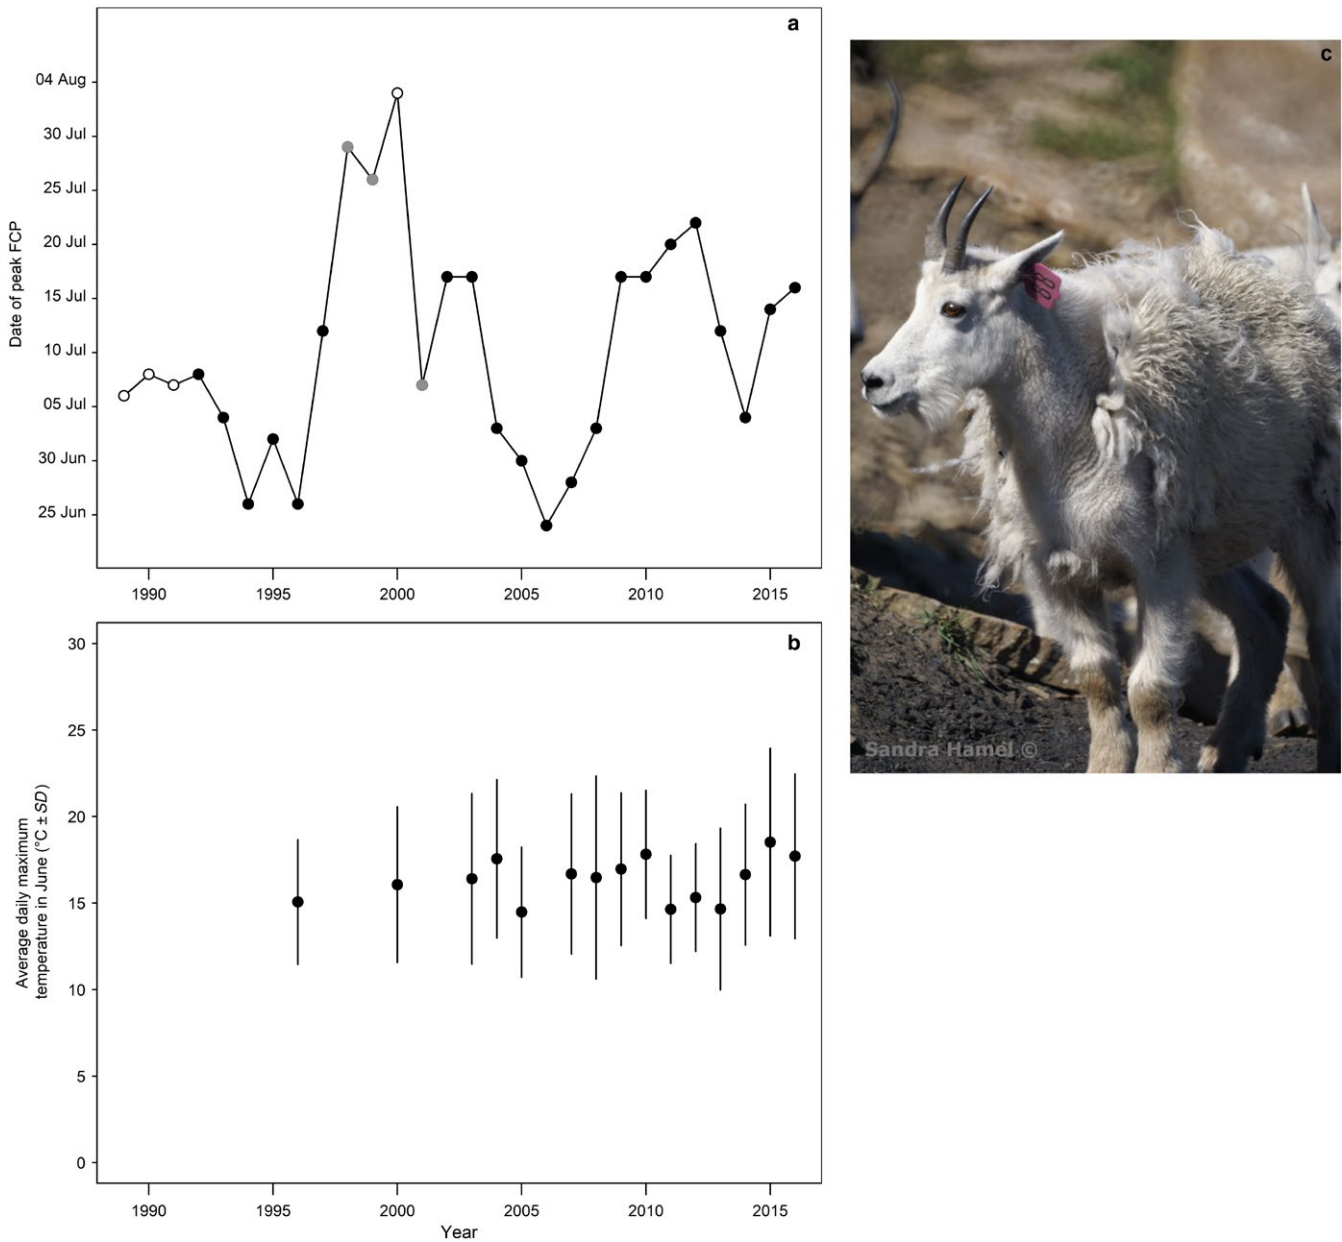 a
04 Aug
30 Jul
25 Jul
20 Jul
15 Jul
10 Jul
05 Jul
30 Jun
25 Jun
Date of peak FCP
1990 1995 2000 2005 2010 2015
b
30
25
20
15
10
5
0
Average daily maximum
temperature in June (°C ± SD)
1990 1995 2000 2005 2010 2015
Year
c
Sandra Hamel ©